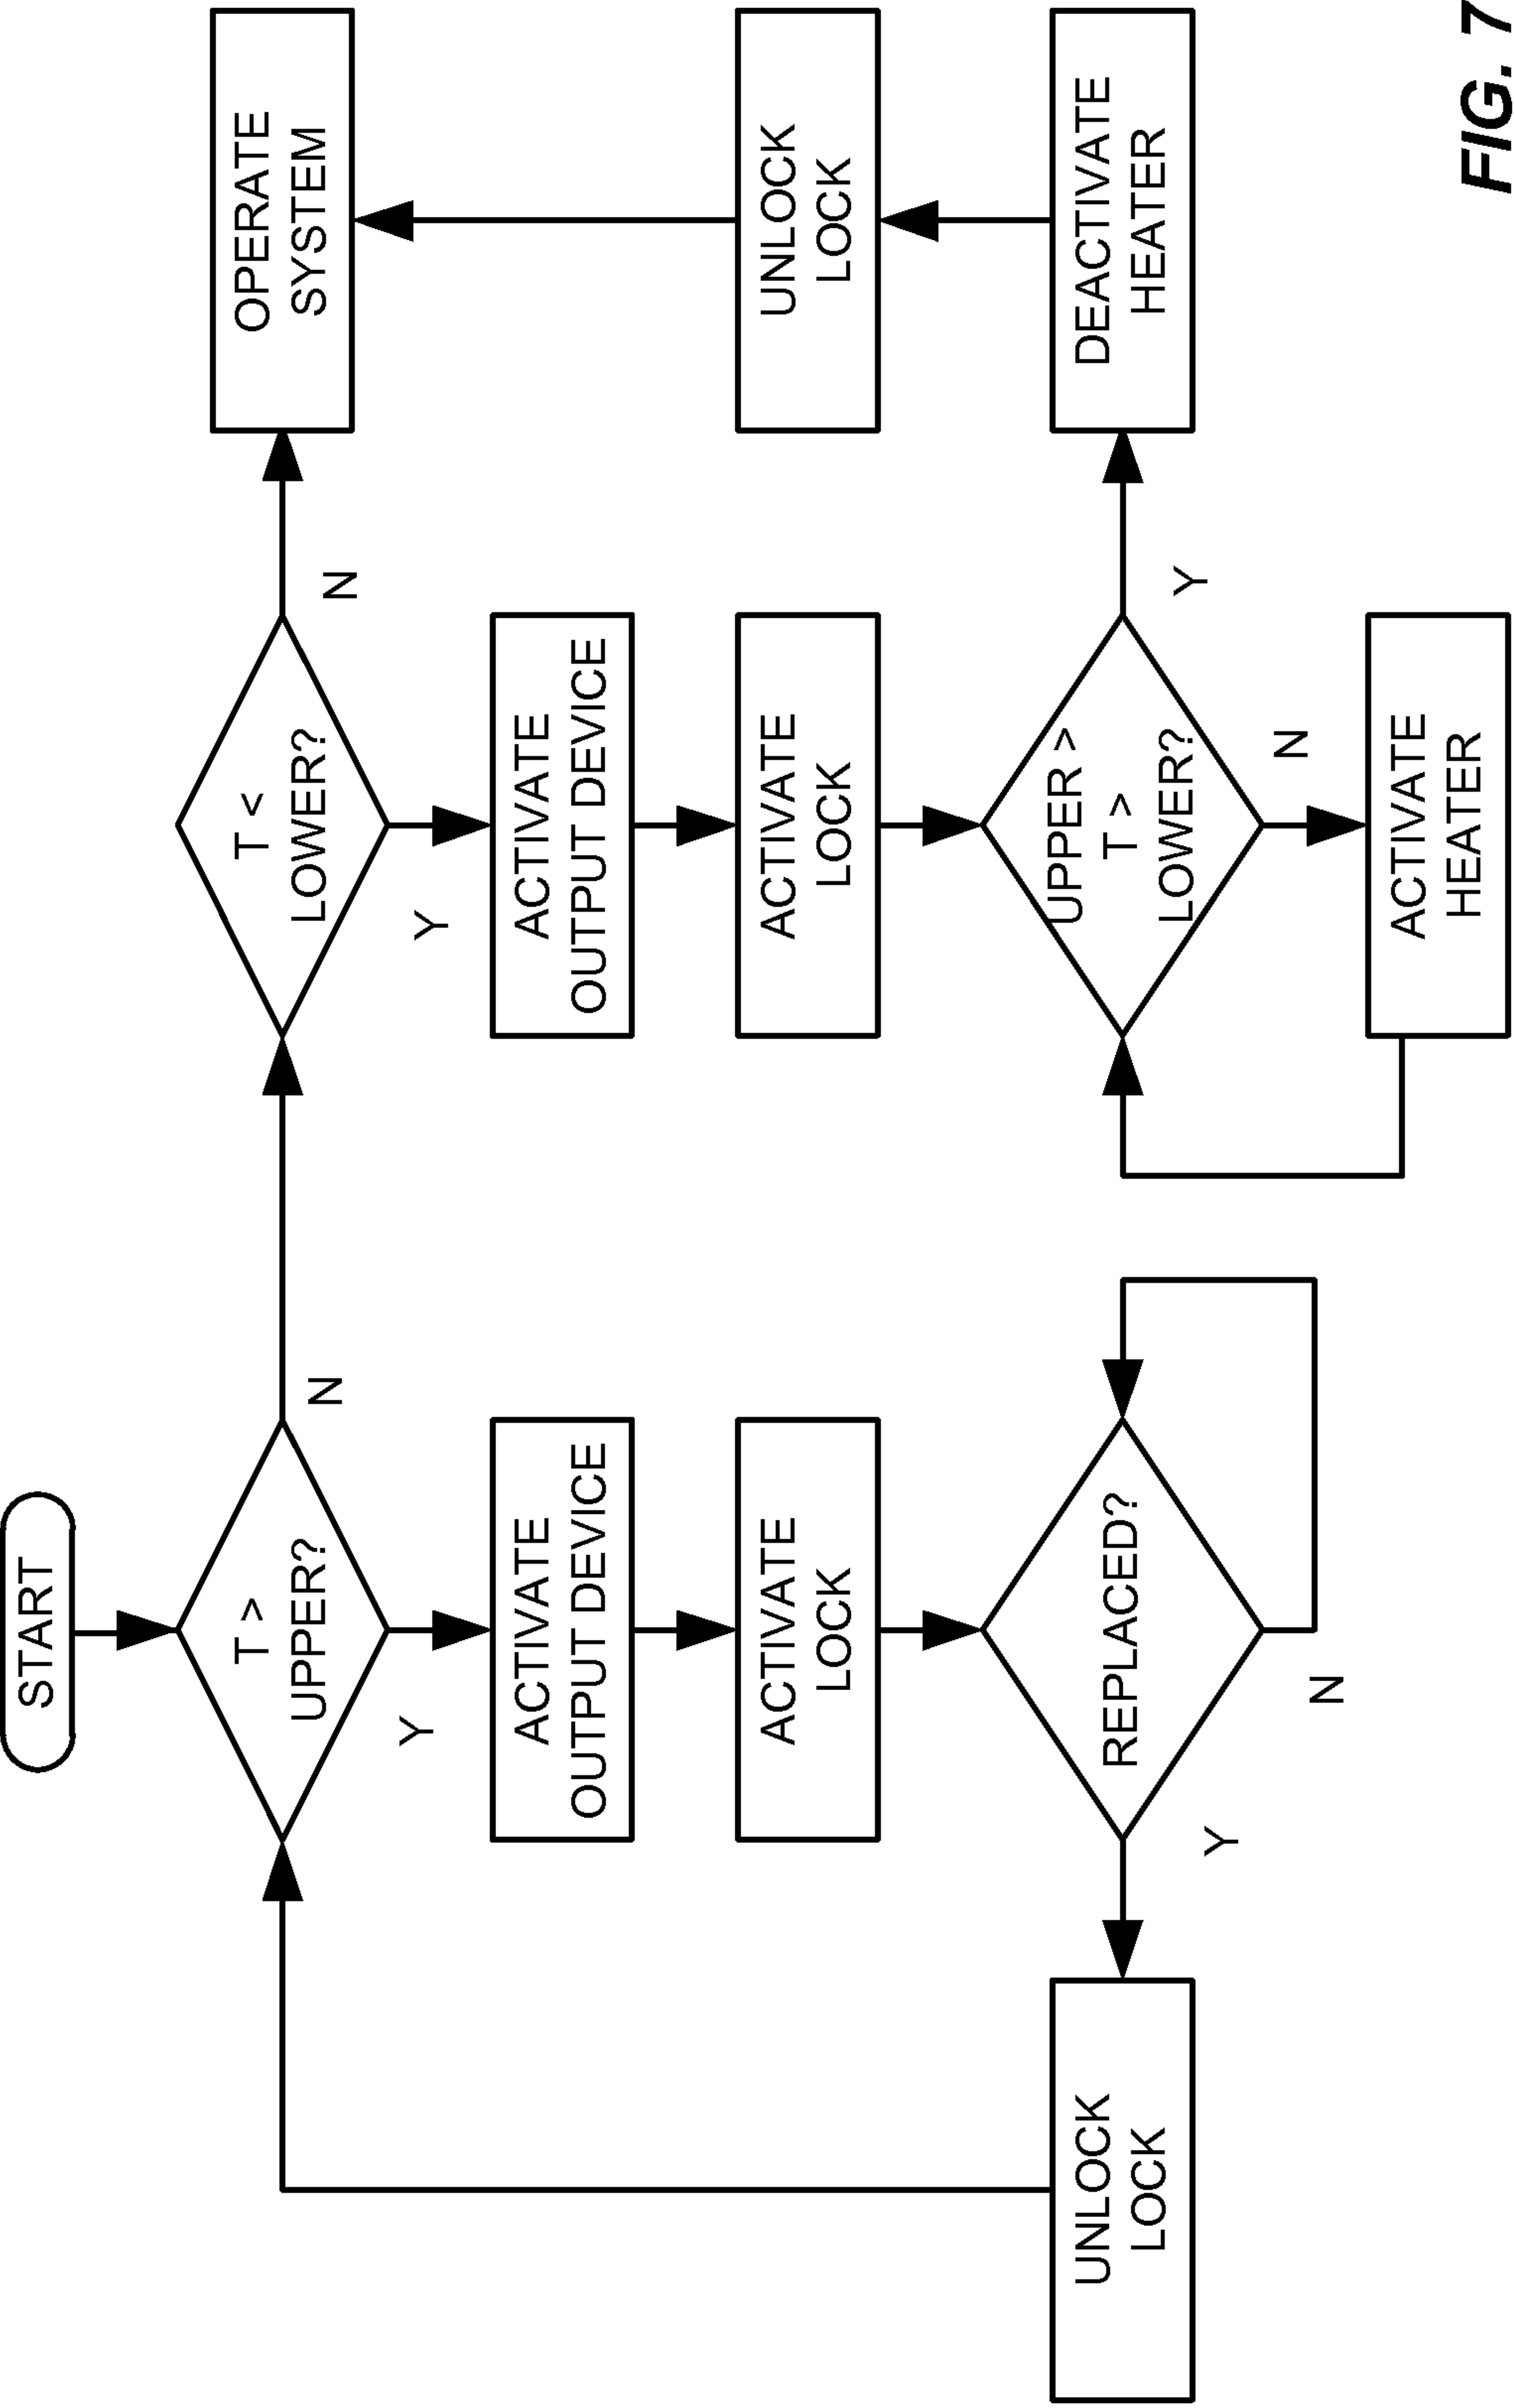 START
T >
UPPER?
N
Y
ACTIVATE
OUTPUT DEVICE
ACTIVATE
LOCK
REPLACED?
N
Y
UNLOCK
LOCK
T <
LOWER?
N
Y
ACTIVATE
OUTPUT DEVICE
ACTIVATE
LOCK
UPPER >
T >
LOWER?
Y
N
ACTIVATE
HEATER
DEACTIVATE
HEATER
UNLOCK
LOCK
OPERATE
SYSTEM
FIG. 7